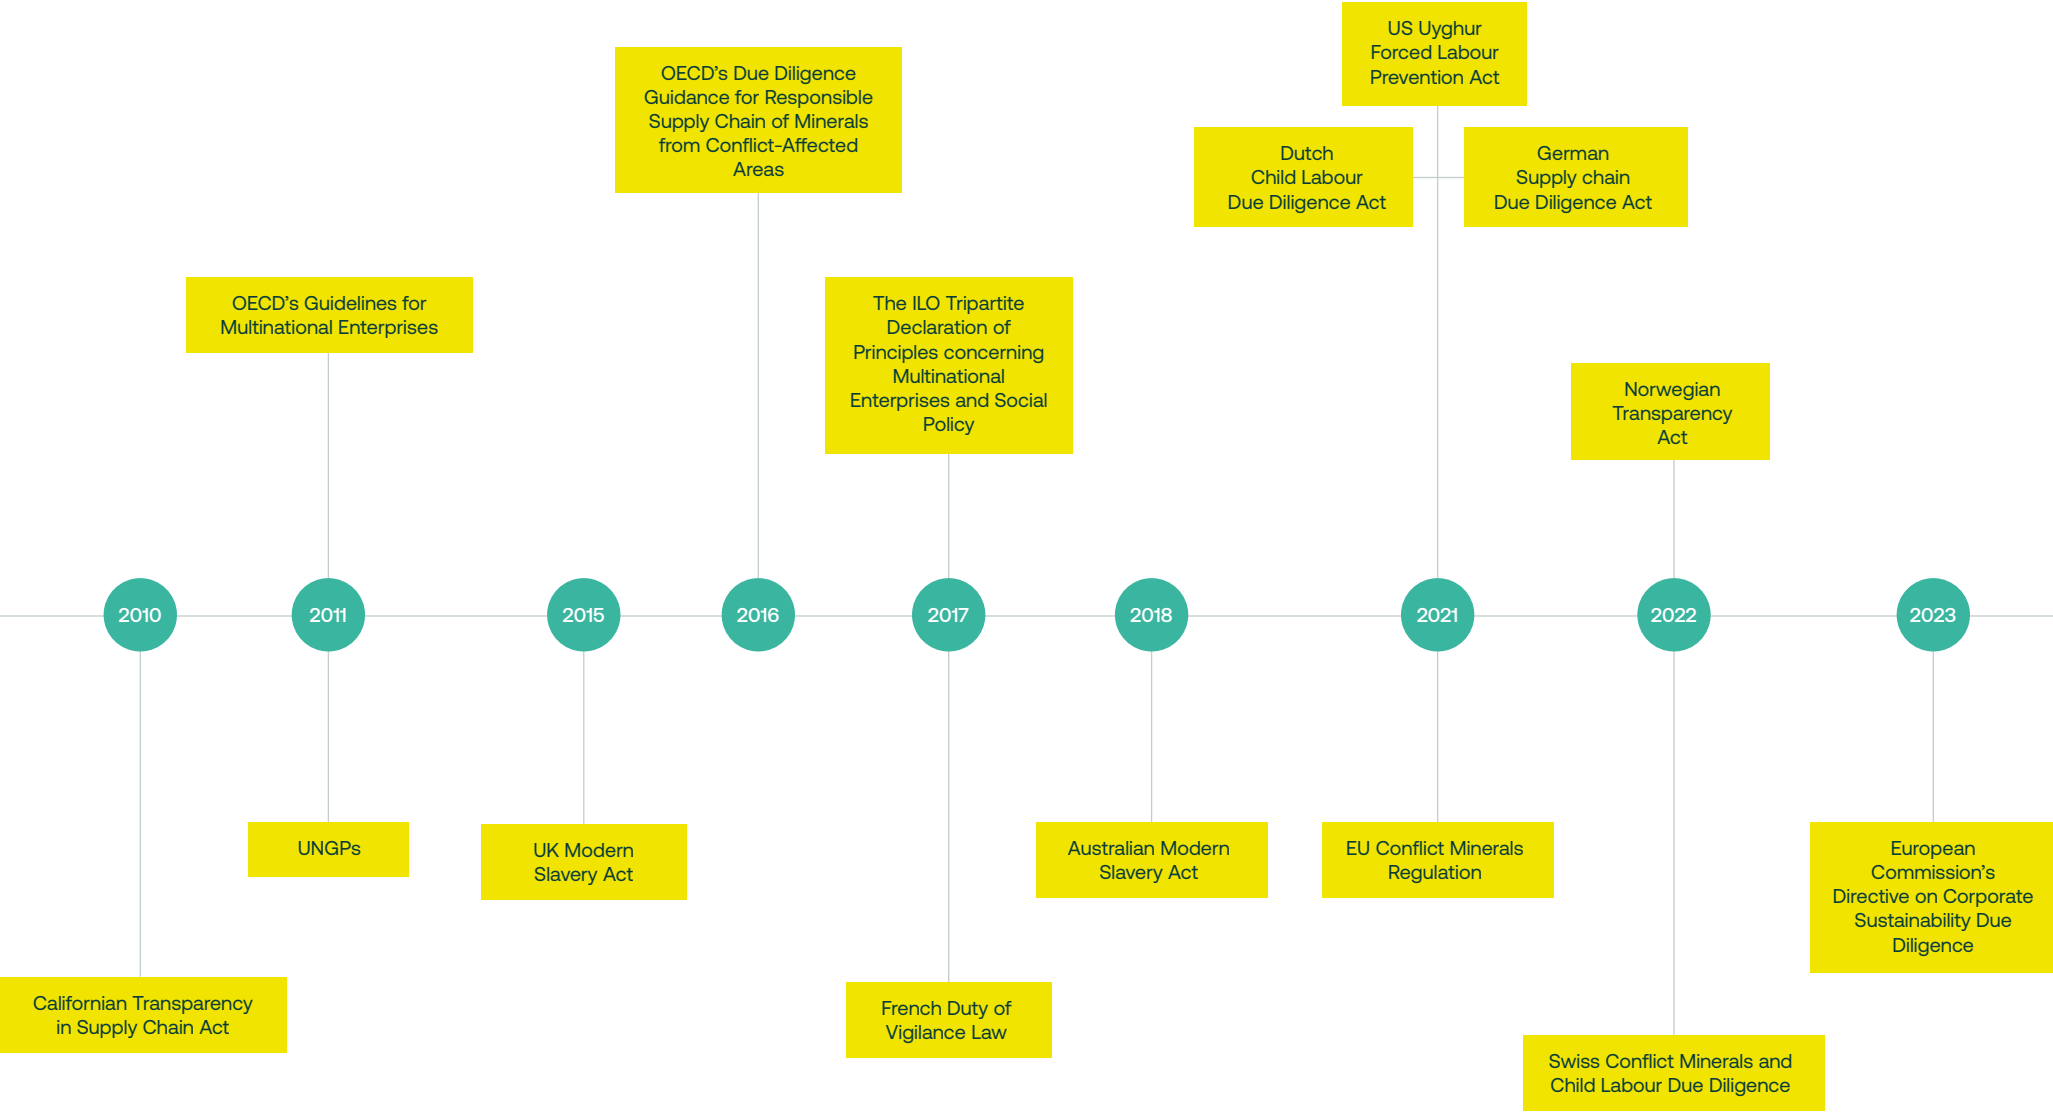 US Uyghur
Forced Labour
Prevention Act
OECD’s Due Diligence
Guidance for Responsible
Supply Chain of Minerals
from Conflict-Affected
Areas
Dutch
Child Labour
Due Diligence Act
German
Supply chain
Due Diligence Act
OECD’s Guidelines for
Multinational Enterprises
The ILO Tripartite
Declaration of
Principles concerning
Multinational
Enterprises and Social
Policy
Norwegian
Transparency
Act
2010
2011
2015
2016
2017
2018
2021
2022
2023
UNGPs
UK Modern
Slavery Act
Australian Modern
Slavery Act
EU Conflict Minerals
Regulation
European
Commission’s
Directive on Corporate
Sustainability Due
Diligence
Californian Transparency
in Supply Chain Act
French Duty of
Vigilance Law
Swiss Conflict Minerals and
Child Labour Due Diligence